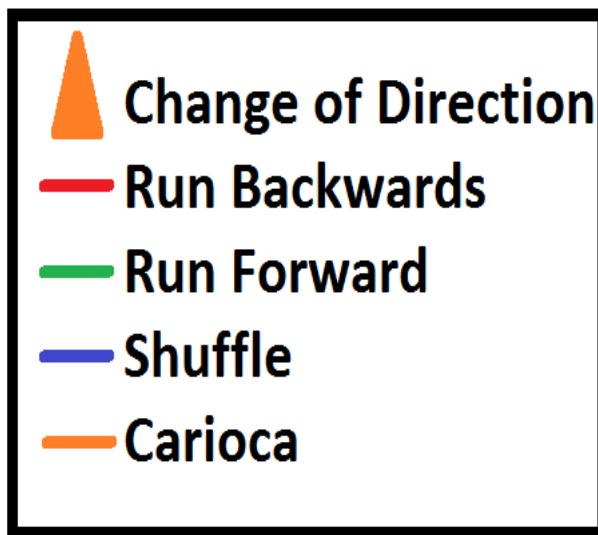 Change of Direction
Run Backwards
Run Forward
Shuffle
Carioca